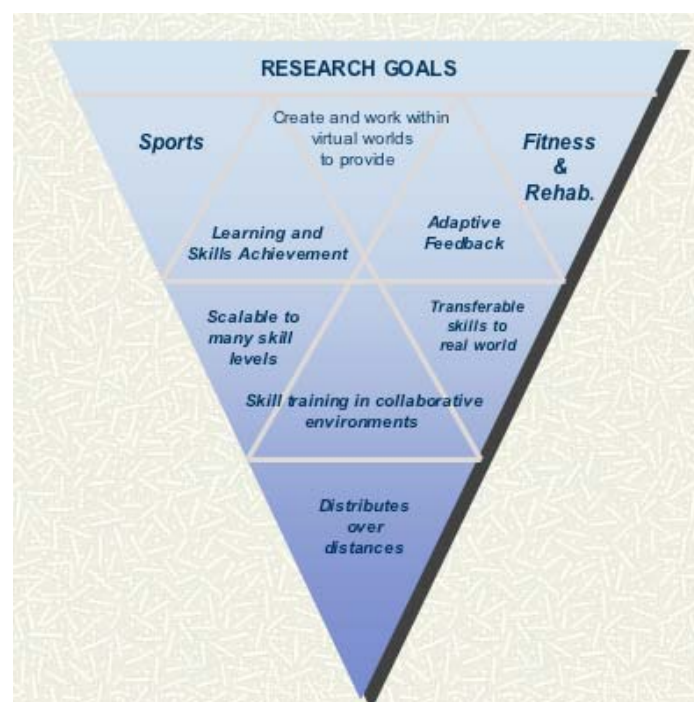 RESEARCH GOALS
Create and work within
virtual worlds
to provide
Sports
Fitness
&
Rehab.
Learning and
Skills Achievement
Adaptive
Feedback
Scalable to
many skill
levels
Transferable
skills to
real world
Skill training in collaborative
environments
Distributes
over
distances